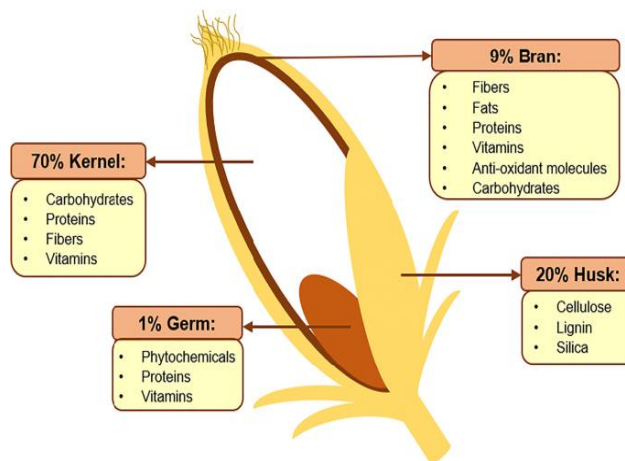 9% Bran:
• Fibers
• Fats
• Proteins
• Vitamins
• Anti-oxidant molecules
• Carbohydrates
70% Kernel:
• Carbohydrates
• Proteins
• Fibers
• Vitamins
20% Husk:
• Cellulose
• Lignin
• Silica
1% Germ:
• Phytochemicals
• Proteins
• Vitamins